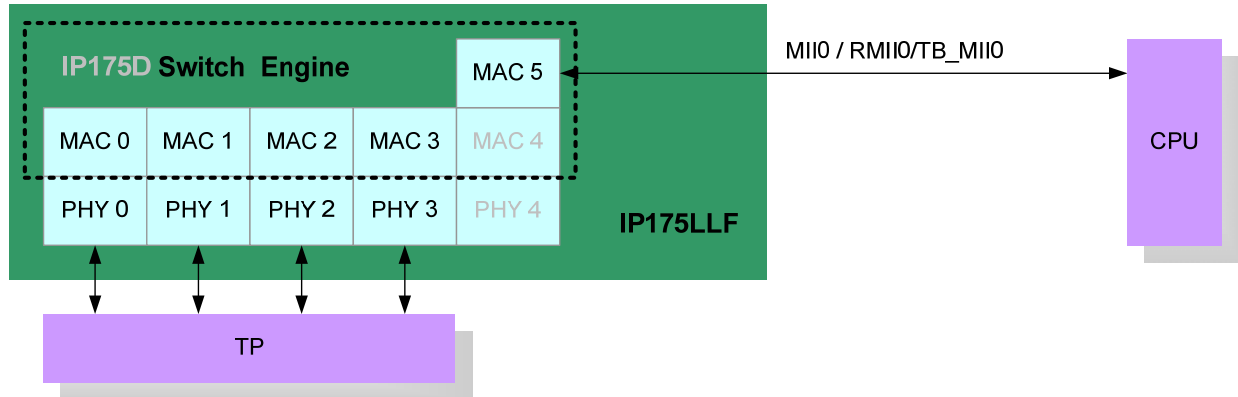 MII0 / RMII0/TB_MII0
IP175D Switch Engine
MAC 5
MAC 0
MAC 1
MAC 2
MAC 3
MAC 4
CPU
PHY 0
PHY 1
PHY 2
PHY 3
PHY 4
IP175LLF
TP